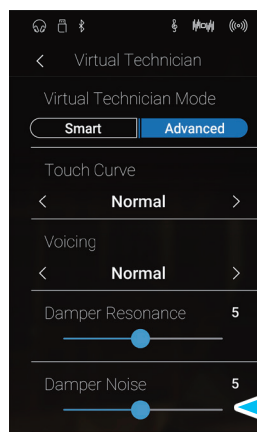 Virtual Technician
Virtual Technician Mode
Smart Advanced
Touch Curve
< Normal >
Voicing
< Normal >
Damper Resonance 5
Damper Noise 5